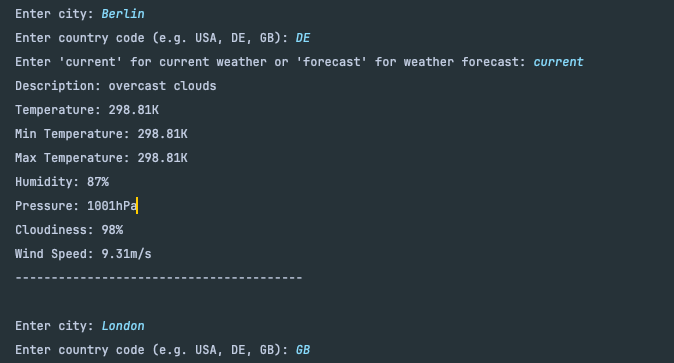 Enter city: Berlin
Enter country code (e.g. USA, DE, GB): DE
Enter 'current' for current weather or 'forecast' for weather forecast: current
Description: overcast clouds
Temperature: 298.81K
Min Temperature: 298.81K
Max Temperature: 298.81K
Humidity: 87%
Pressure: 1001hPa
Cloudiness: 98%
Wind Speed: 9.31m/s
----------------------------------------
Enter city: London
Enter country code (e.g. USA, DE, GB): GB